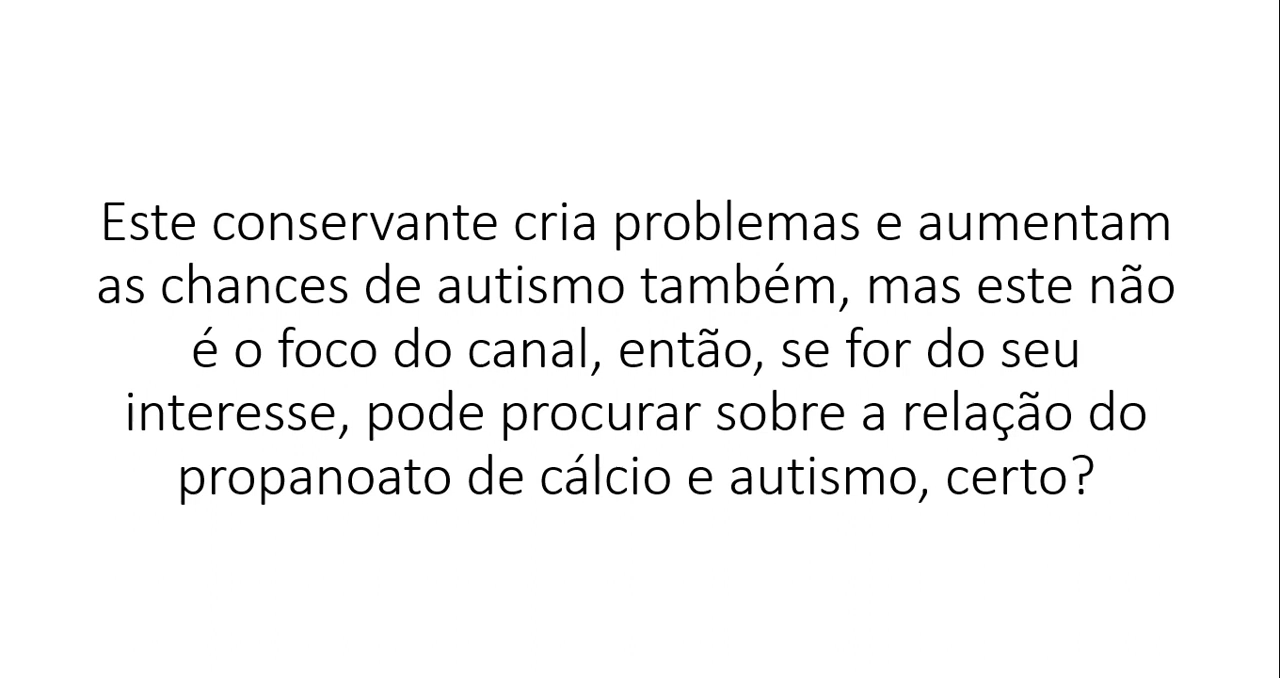 Este conservante cria problemas e aumentam
as chances de autismo também, mas este não
é o foco do canal, então, se for do seu
interesse, pode procurar sobre a relação do
propanoato de cálcio e autismo, certo?